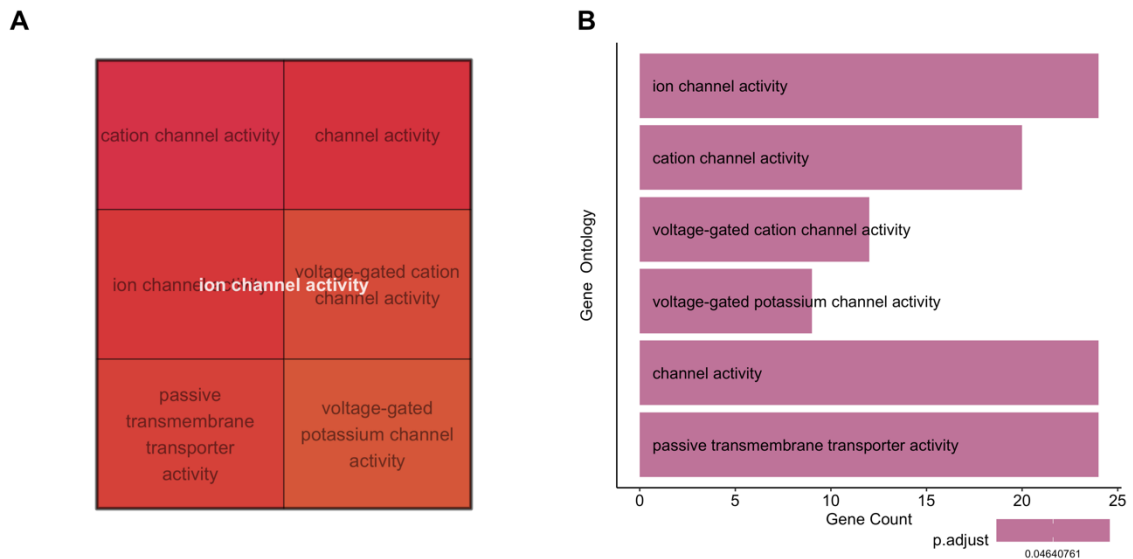 A
cation channel activity
channel activity
ion channel activity
ion channel activity
voltage-gated cation
channel activity
passive
transmembrane
transporter
activity
voltage-gated
potassium channel
activity
B
Gene Ontology
ion channel activity
cation channel activity
voltage-gated cation channel activity
voltage-gated potassium channel activity
channel activity
passive transmembrane transporter activity
0 5 10 15 20 25
Gene Count
p.adjust
0.04640761